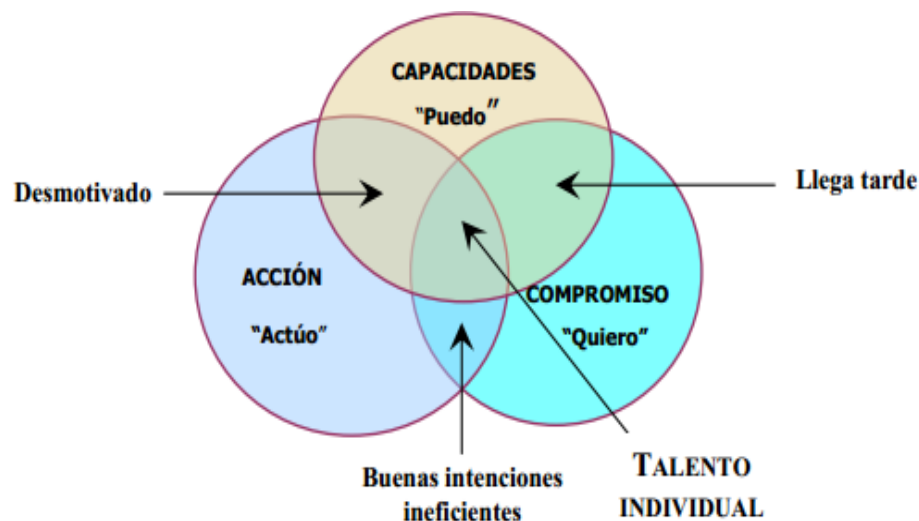 CAPACIDADES
"Puedo"
Desmotivado
Llega tarde
ACCIÓN
"Actúo"
COMPROMISO
"Quiero"
Buenas intenciones
ineficientes
TALENTO
INDIVIDUAL